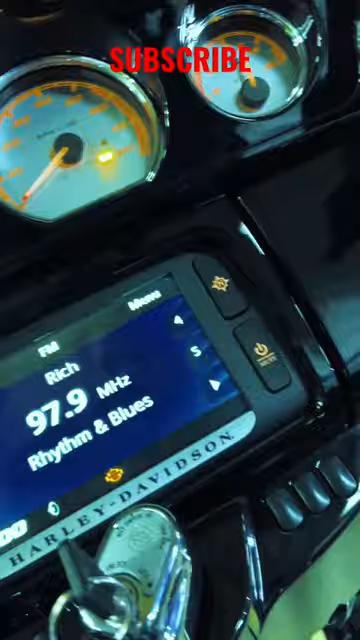 SUBSCRIBE
Menu
FM
Rich
97.9 MHz
S
Rhythm & Blues
HARLEY-DAVIDSON